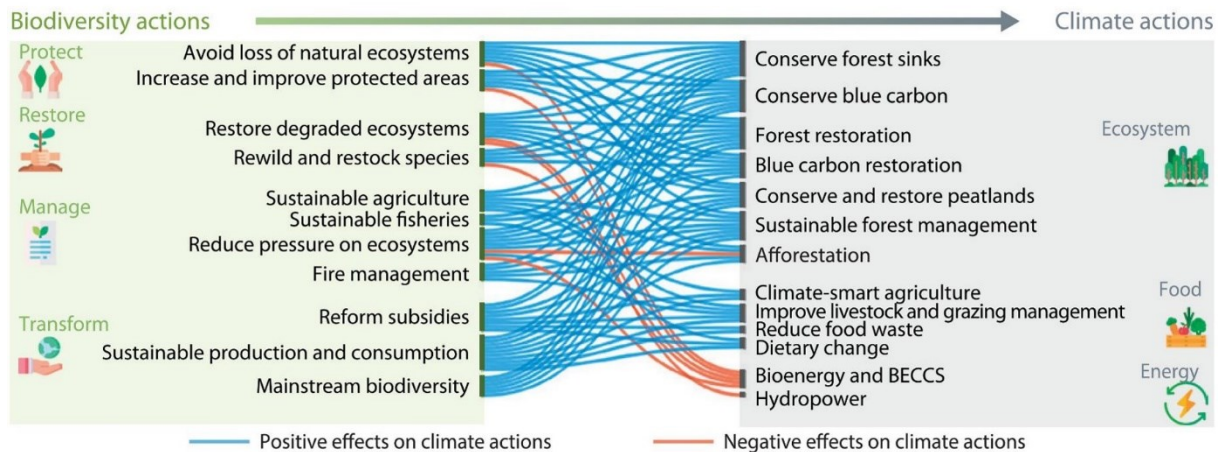 Biodiversity actions
Climate actions
Protect
Avoid loss of natural ecosystems
Increase and improve protected areas
Restore
Restore degraded ecosystems
Rewild and restock species
Manage
Sustainable agriculture
Sustainable fisheries
Reduce pressure on ecosystems
Fire management
Transform
Reform subsidies
Sustainable production and consumption
Mainstream biodiversity
Conserve forest sinks
Conserve blue carbon
Forest restoration
Ecosystem
Blue carbon restoration
Conserve and restore peatlands
Sustainable forest management
Afforestation
Climate-smart agriculture
Food
Improve livestock and grazing management
Reduce food waste
Dietary change
Bioenergy and BECCS
Energy
Hydropower
Positive effects on climate actions
Negative effects on climate actions